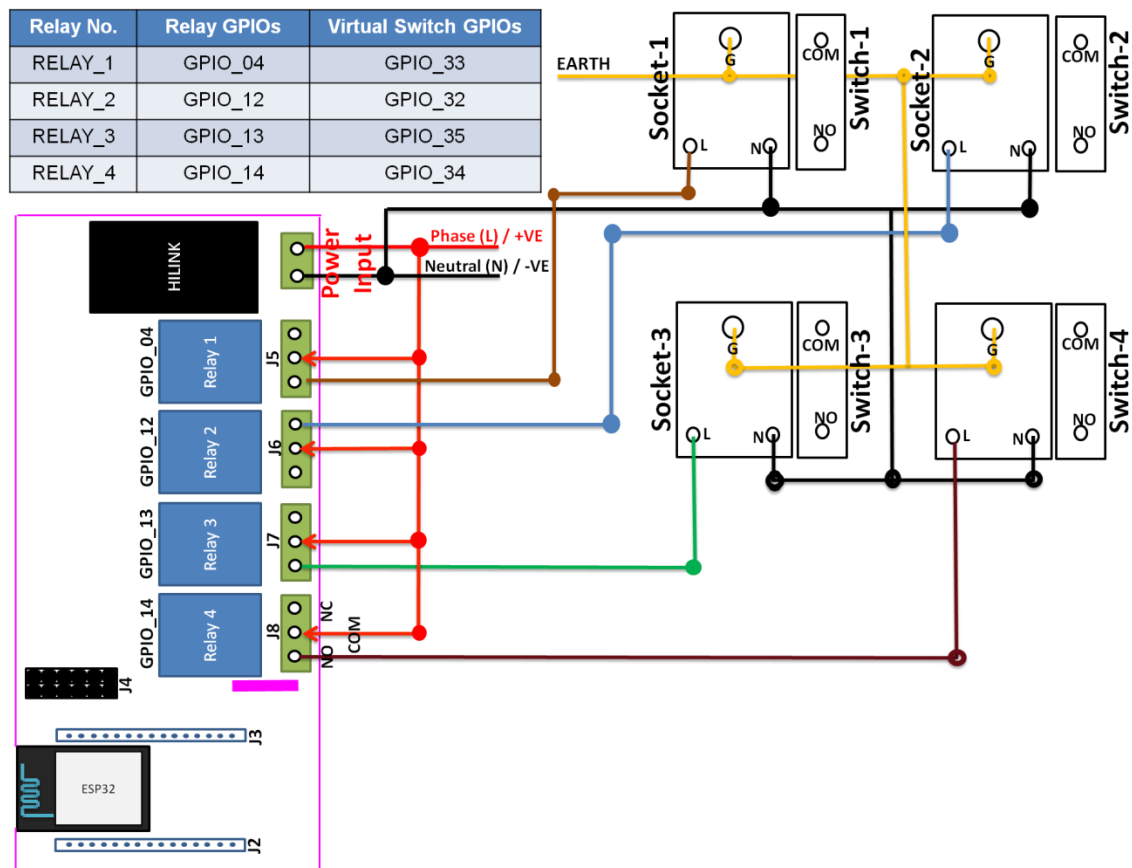 Relay No. Relay GPIOs Virtual Switch GPIOs
RELAY_1 GPIO_04 GPIO_33
RELAY_2 GPIO_12 GPIO_32
RELAY_3 GPIO_13 GPIO_35
RELAY_4 GPIO_14 GPIO_34
EARTH
Socket-1
G
L
N
COM
NO
Switch-1
Socket-2
G
L
N
COM
NO
Switch-2
HILINK
Power
Input
Phase (L) / +VE
Neutral (N) / -VE
GPIO_04
Relay 1
J5
GPIO_12
Relay 2
J6
GPIO_13
Relay 3
J7
GPIO_14
Relay 4
J8
NC
COM
NO
Socket-3
G
L
N
COM
NO
Switch-3
G
L
N
COM
NO
Switch-4
J4
J3
ESP32
J2